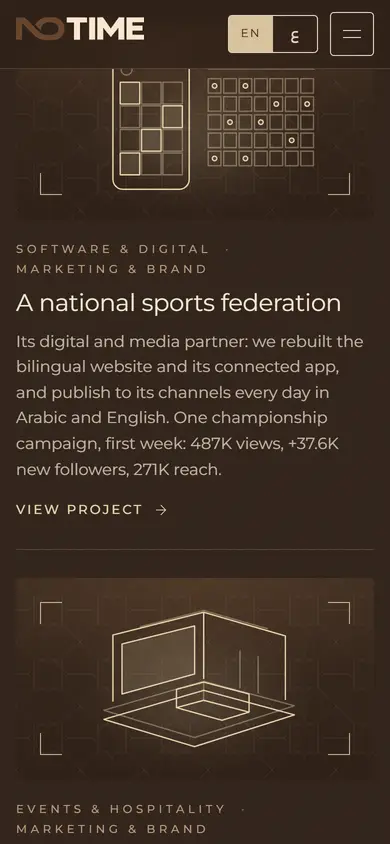 NOTIME
EN
ع
SOFTWARE & DIGITAL ·
MARKETING & BRAND
A national sports federation
Its digital and media partner: we rebuilt the
bilingual website and its connected app,
and publish to its channels every day in
Arabic and English. One championship
campaign, first week: 487K views, +37.6K
new followers, 271K reach.
VIEW PROJECT →
EVENTS & HOSPITALITY ·
MARKETING & BRAND